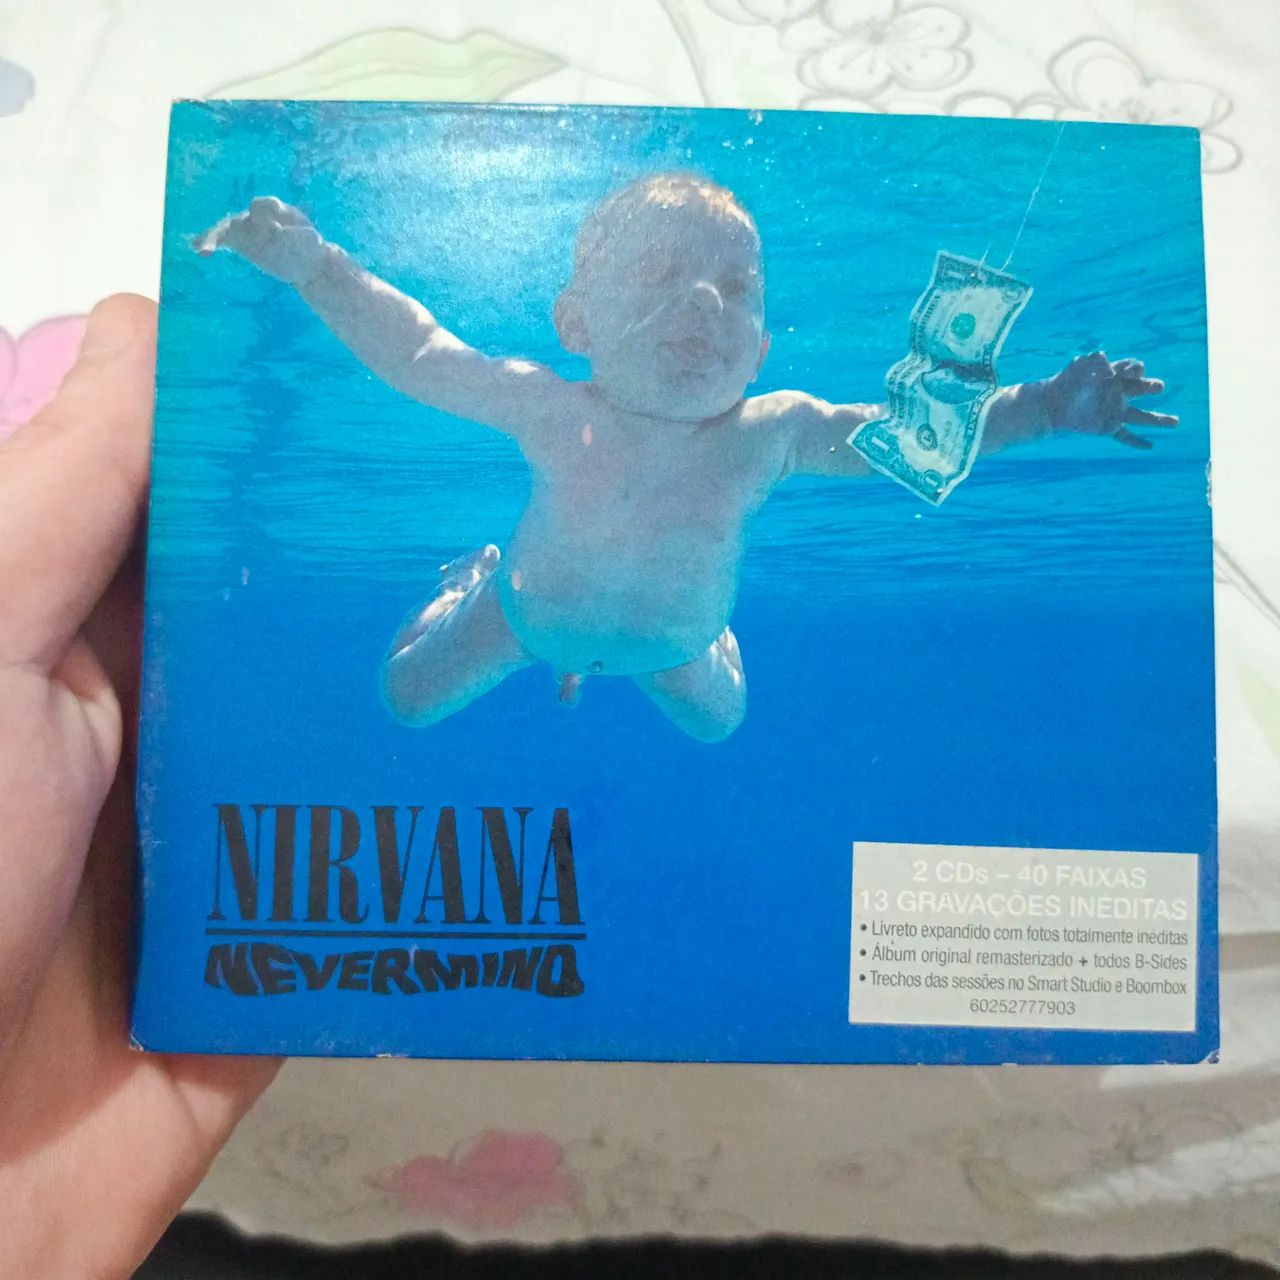 NIRVANA
NEVERMIND
2 CDs – 40 FAIXAS
13 GRAVAÇÕES INÉDITAS
• Livreto expandido com fotos totalmente inéditas
• Álbum original remasterizado + todos B-Sides
• Trechos das sessões no Smart Studio e Boombox
60252777903